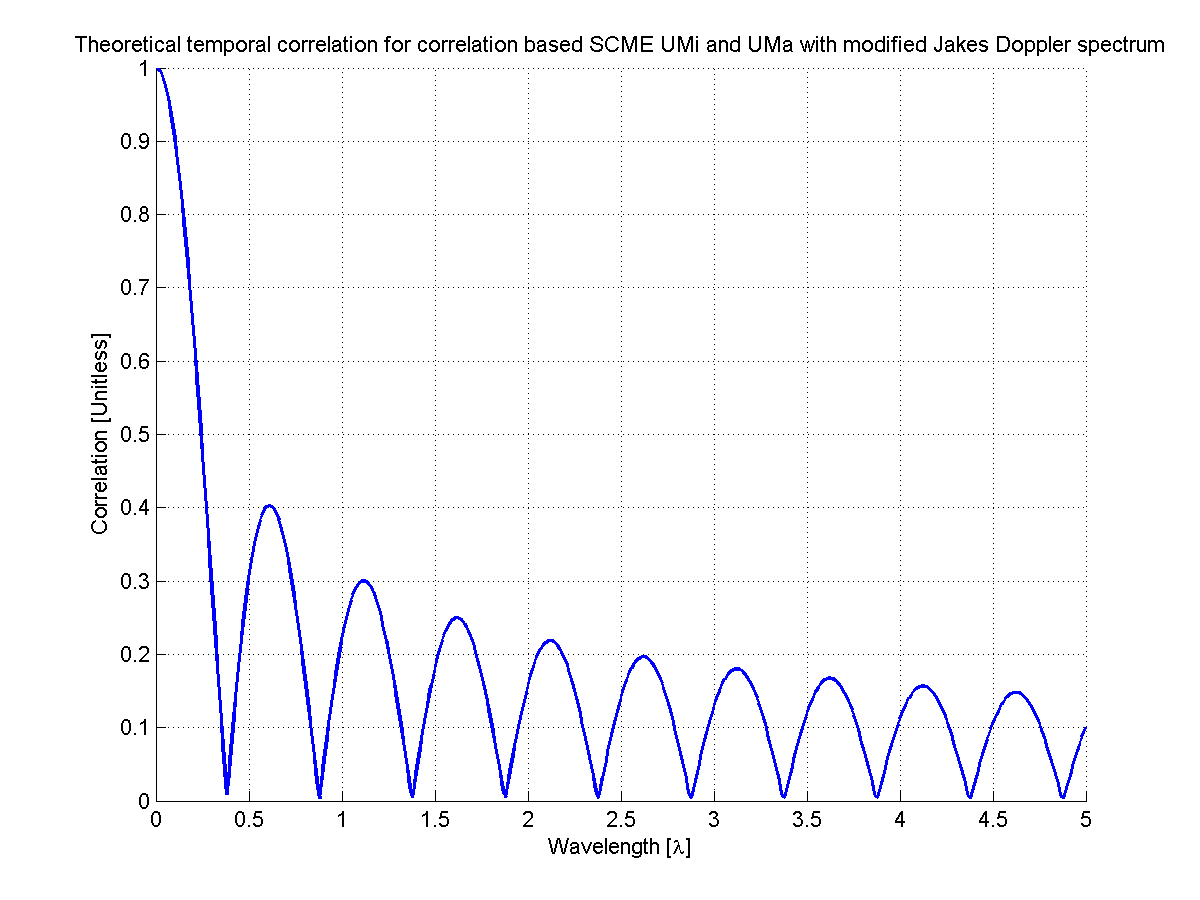 Theoretical temporal correlation for correlation based SCME UMi and UMa with modified Jakes Doppler spectrum
1
0.9
0.8
0.7
0.6
0.5
0.4
0.3
0.2
0.1
0
Correlation [Unitless]
0 0.5 1 1.5 2 2.5 3 3.5 4 4.5 5
Wavelength [λ]